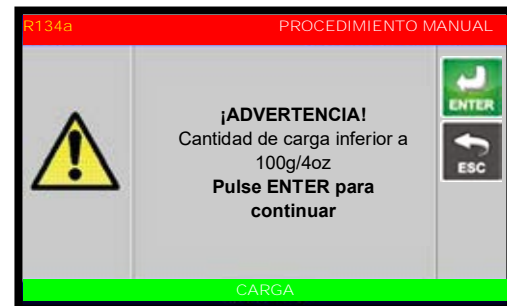 R134a PROCEDIMIENTO MANUAL
¡ADVERTENCIA!
Cantidad de carga inferior a
100g/4oz
Pulse ENTER para
continuar
ENTER
ESC
CARGA